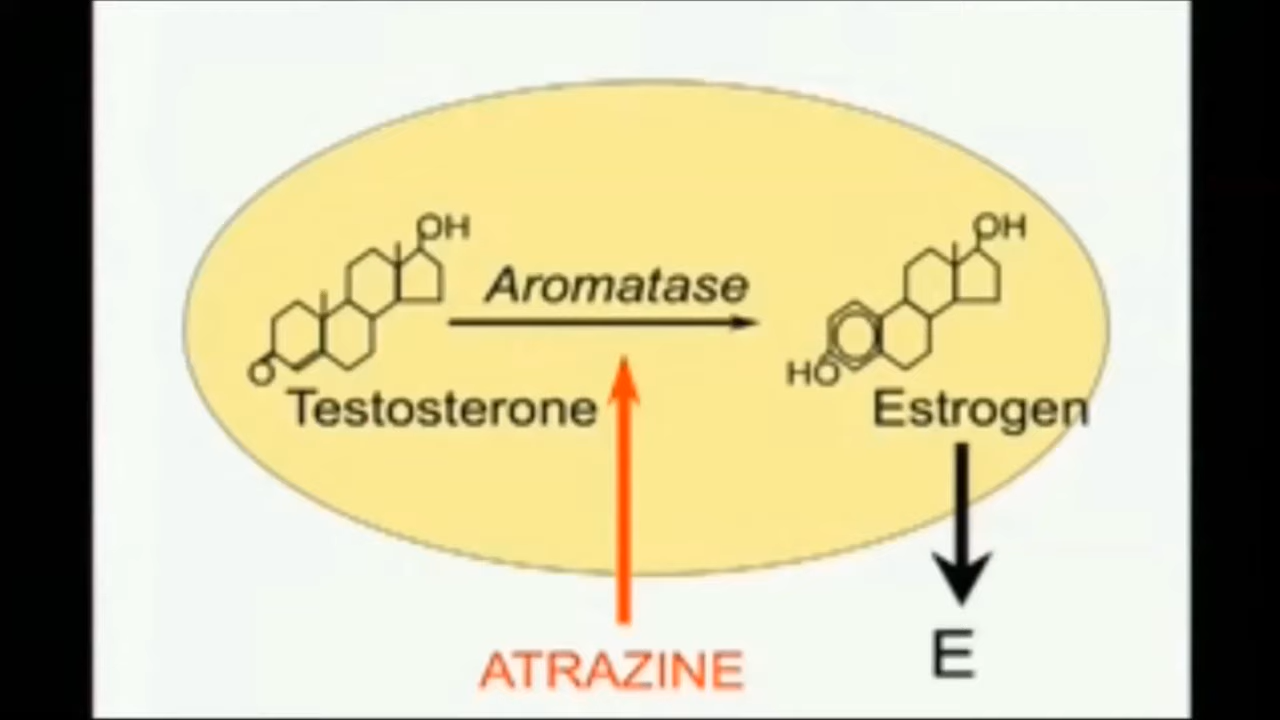 OH
OH
Aromatase
O
HO
Testosterone
Estrogen
ATRAZINE
E